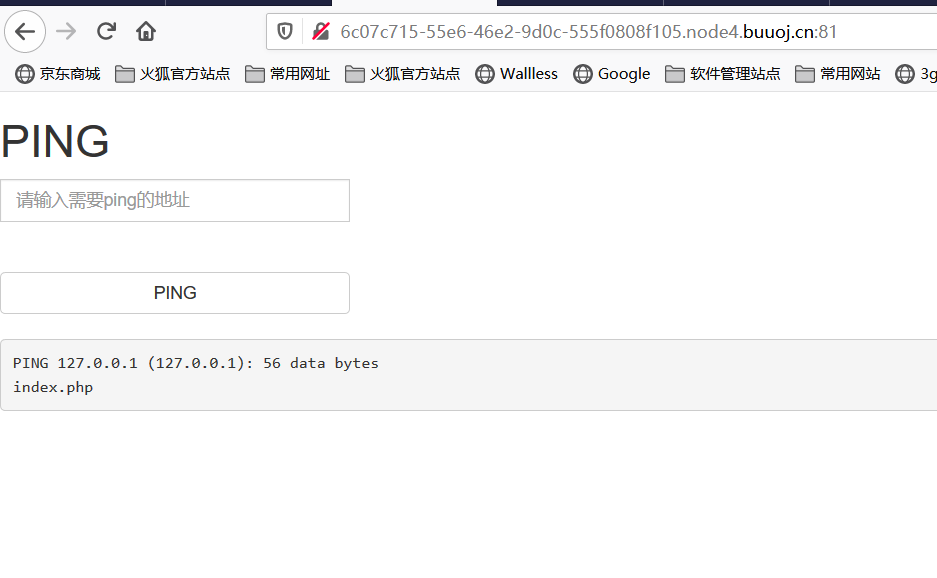 6c07c715-55e6-46e2-9d0c-555f0808f105.node4.buuoj.cn:81
京东商城 火狐官方站点 常用网址 火狐官方站点 Wallless Google 软件管理站点 常用网站 3g
PING
请输入需要ping的地址
PING
PING 127.0.0.1 (127.0.0.1): 56 data bytes
index.php